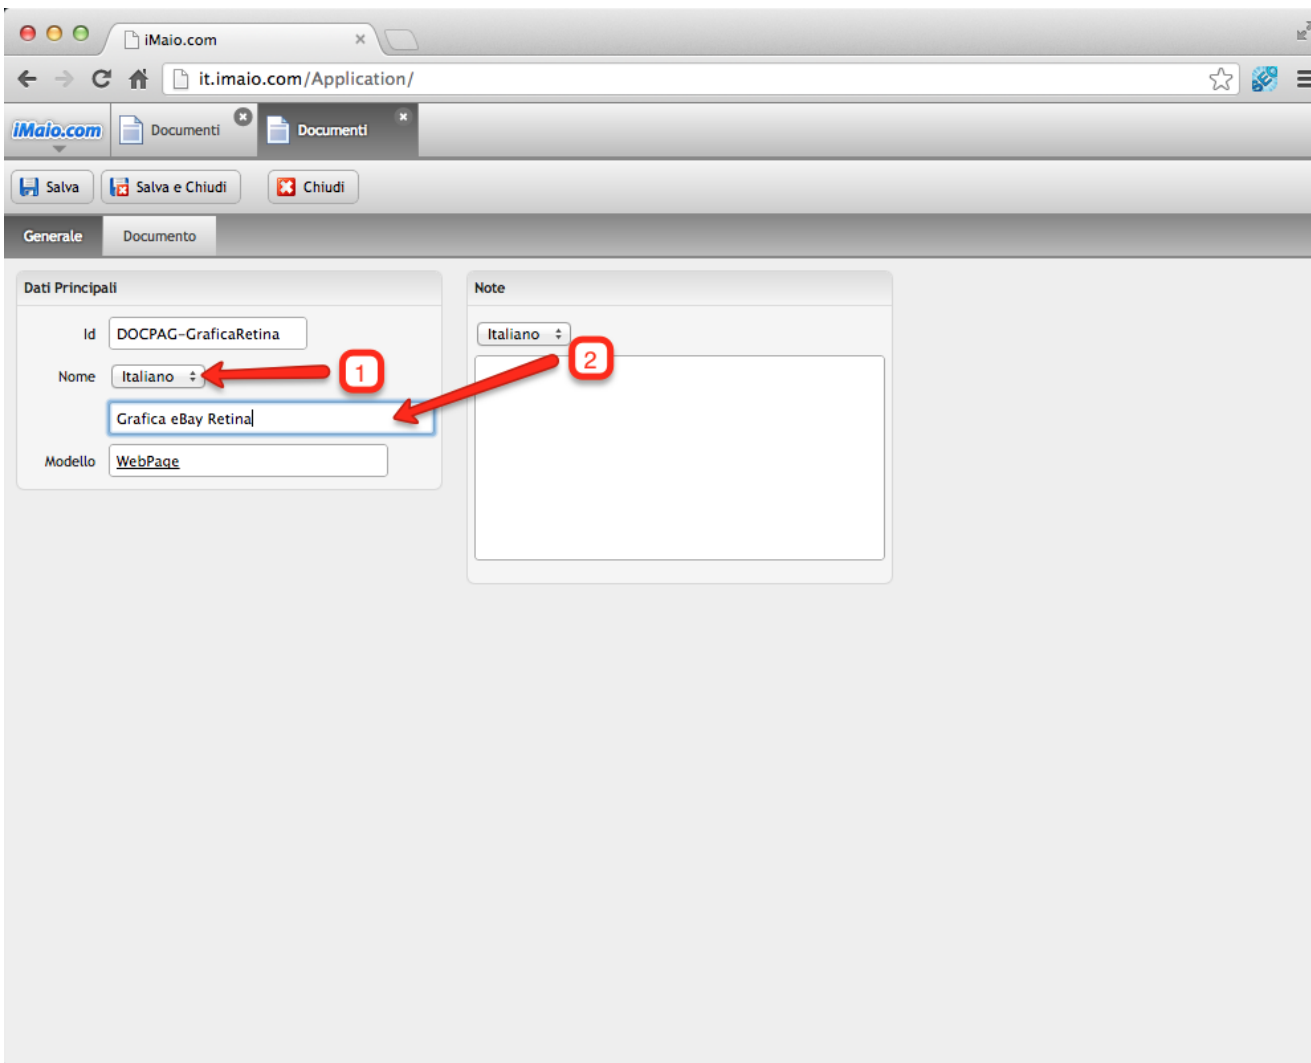 iMaio.com
it.imaio.com/Application/
iMaio.com Documenti Documenti
Salva Salva e Chiudi Chiudi
Generale Documento
Dati Principali
Id DOCPAG-GraficaRetina
Nome Italiano 1
Grafica eBay Retina
Modello WebPage
Note
Italiano
2